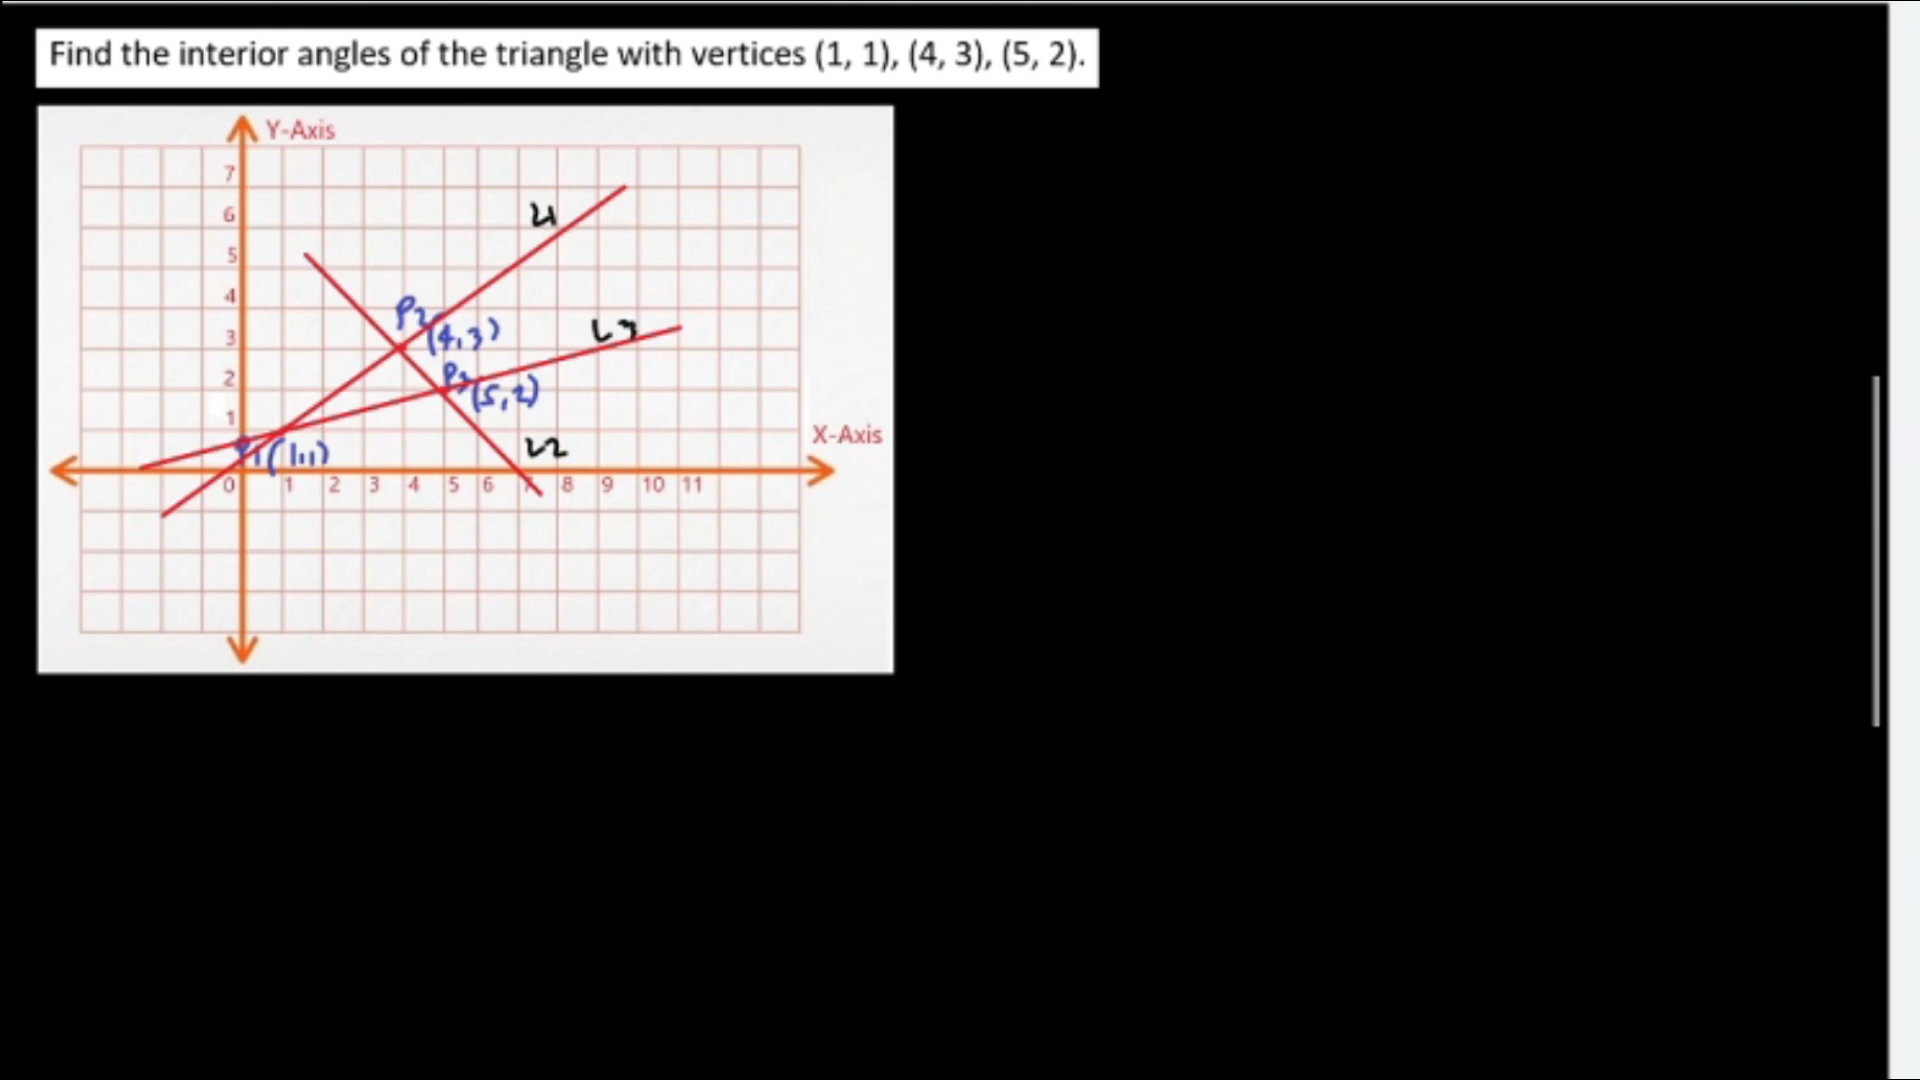 Find the interior angles of the triangle with vertices (1, 1), (4, 3), (5, 2).
Y-Axis
7
6
L1
5
4
P2
(4,3)
L3
3
2
P3
(5,2)
1
X-Axis
P1(1,1)
L2
0 1 2 3 4 5 6 7 8 9 10 11